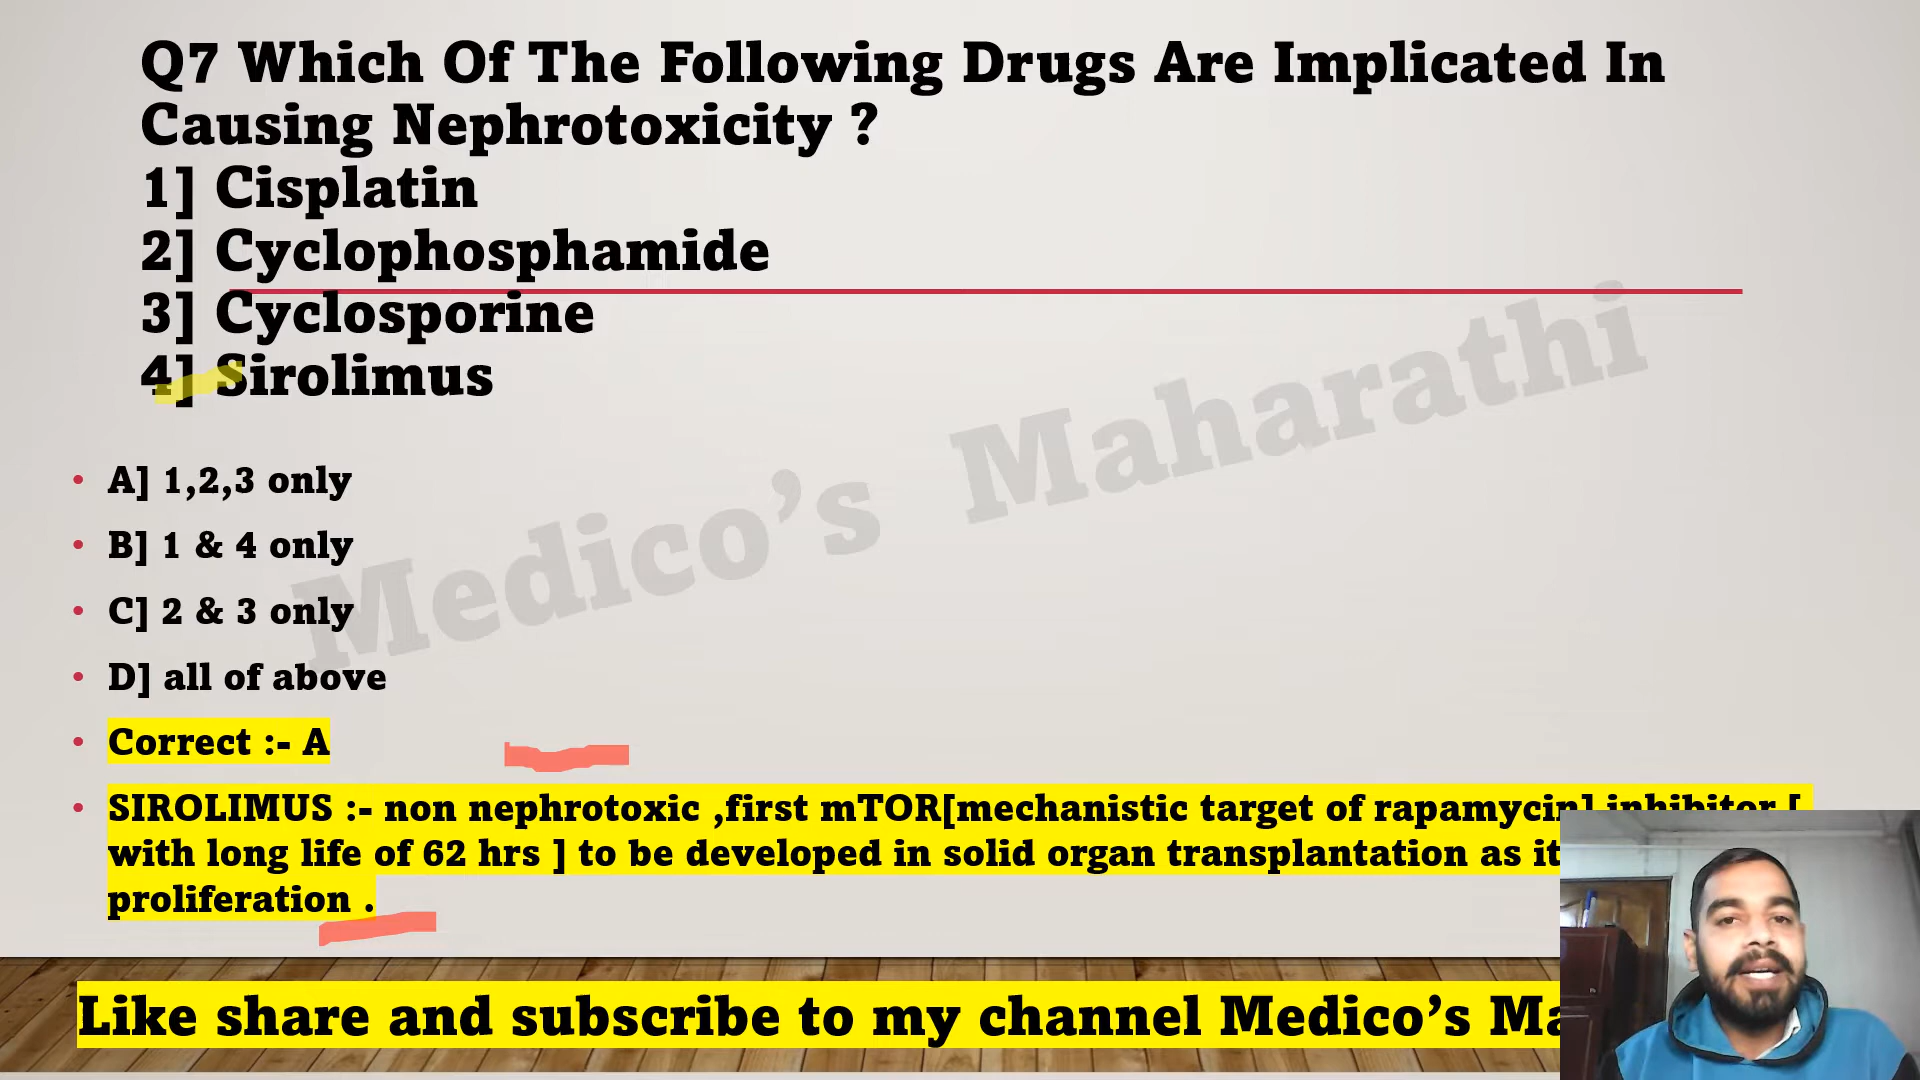 Q7 Which Of The Following Drugs Are Implicated In
Causing Nephrotoxicity ?
1] Cisplatin
2] Cyclophosphamide
3] Cyclosporine
4] Sirolimus
• A] 1,2,3 only
• B] 1 & 4 only
• C] 2 & 3 only
• D] all of above
• Correct :- A
• SIROLIMUS :- non nephrotoxic ,first mTOR[mechanistic target of rapamycin] inhibitor [
with long life of 62 hrs ] to be developed in solid organ transplantation as it
proliferation .
Medico’s Maharathi
Like share and subscribe to my channel Medico’s Ma